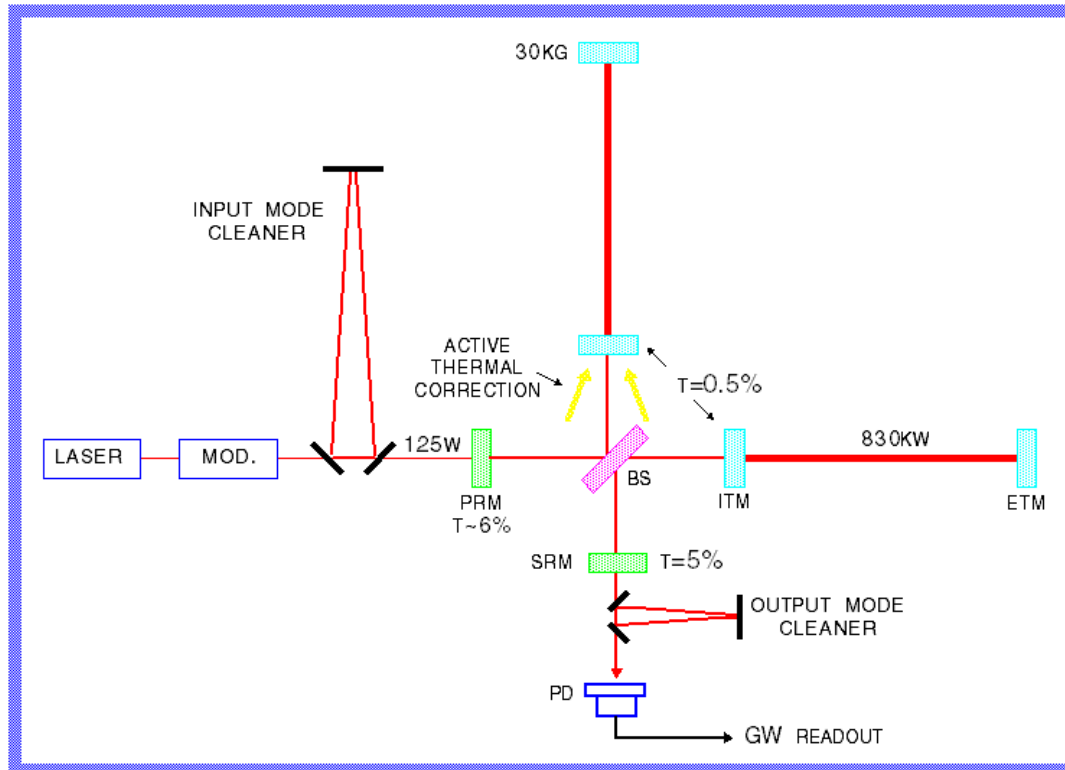 30KG
INPUT MODE
CLEANER
ACTIVE
THERMAL
CORRECTION
T=0.5%
LASER
MOD.
125W
830KW
PRM
T~6%
BS
ITM
ETM
SRM
T=5%
OUTPUT MODE
CLEANER
PD
GW READOUT